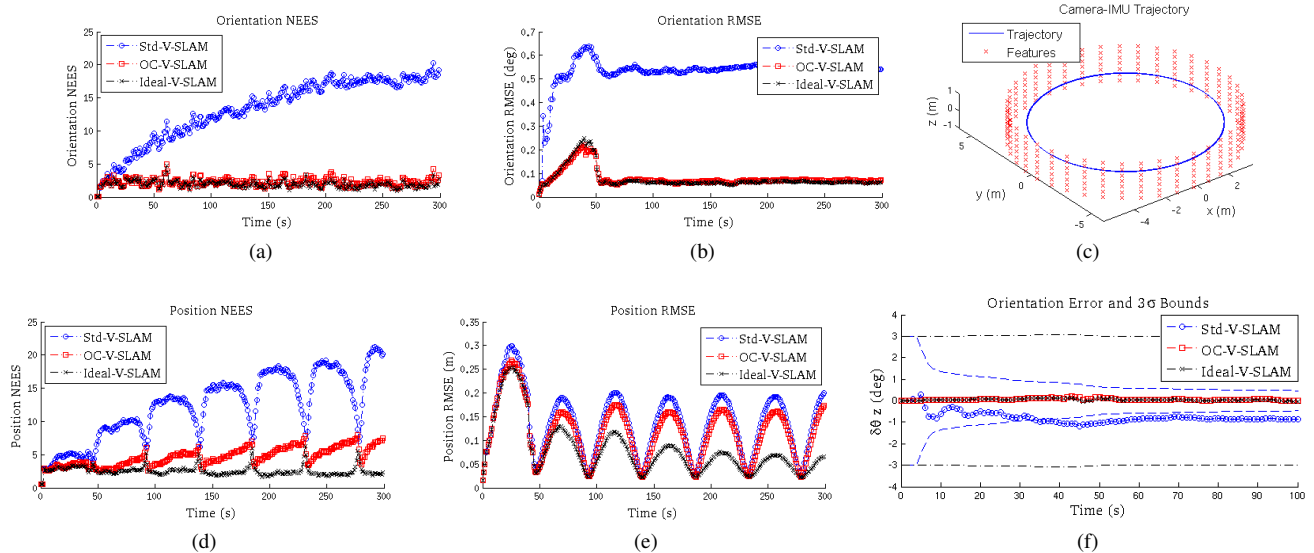 Orientation NEES
Orientation NEES
25
20
15
10
5
0
Std-V-SLAM
OC-V-SLAM
Ideal-V-SLAM
0 50 100 150 200 250 300
Time (s)
(a)
Orientation RMSE
Orientation RMSE (deg)
0.7
0.6
0.5
0.4
0.3
0.2
0.1
0
Std-V-SLAM
OC-V-SLAM
Ideal-V-SLAM
0 50 100 150 200 250 300
Time (s)
(b)
Camera-IMU Trajectory
Trajectory
Features
z (m)
1
0
-1
5
0
-5
y (m)
-4 -2 0 2
x (m)
(c)
Position NEES
Position NEES
25
20
15
10
5
0
Std-V-SLAM
OC-V-SLAM
Ideal-V-SLAM
0 50 100 150 200 250 300
Time (s)
(d)
Position RMSE
Position RMSE (m)
0.35
0.3
0.25
0.2
0.15
0.1
0.05
0
Std-V-SLAM
OC-V-SLAM
Ideal-V-SLAM
0 50 100 150 200 250 300
Time (s)
(e)
Orientation Error and 3σ Bounds
δθ z (deg)
4
3
2
1
0
-1
-2
-3
-4
Std-V-SLAM
OC-V-SLAM
Ideal-V-SLAM
0 10 20 30 40 50 60 70 80 90 100
Time (s)
(f)